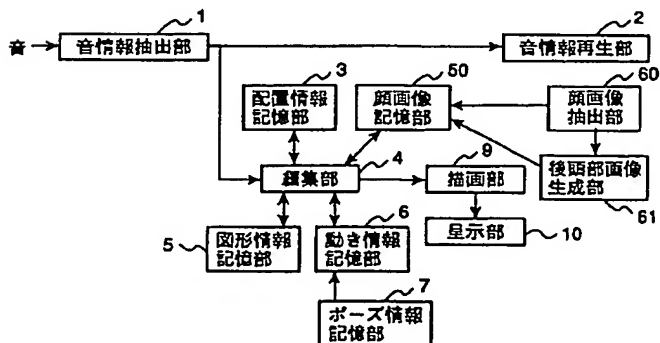 1
2
音
音情報抽出部
音情報再生部
3
50
60
配置情報
記憶部
顔画像
記憶部
顔画像
抽出部
4
9
編集部
描画部
後頭部画像
生成部
6
61
5
図形情報
記憶部
動き情報
記憶部
呈示部
10
7
ポーズ情報
記憶部